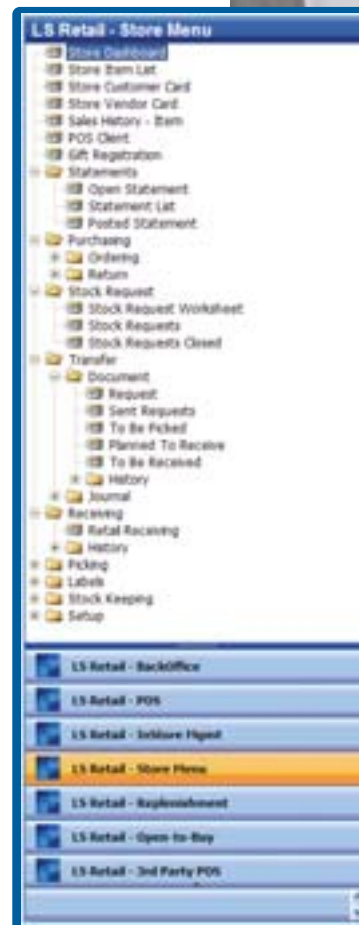 LS Retail - Store Menu
Store Dashboard
Store Item List
Store Customer Card
Store Vendor Card
Sales History - Item
POS Client
Gift Registration
Statements
Open Statement
Statement List
Posted Statement
Purchasing
Ordering
Return
Stock Request
Stock Request Worksheet
Stock Requests
Stock Requests Closed
Transfer
Document
Request
Sent Requests
To Be Picked
Planned To Receive
To Be Received
History
Journal
Receiving
Retail Receiving
History
Picking
Labels
Stock Keeping
Setup
LS Retail - BackOffice
LS Retail - POS
LS Retail - InStore Mgmt
LS Retail - Store Menu
LS Retail - Replenishment
LS Retail - Open-to-Buy
LS Retail - 3rd Party POS